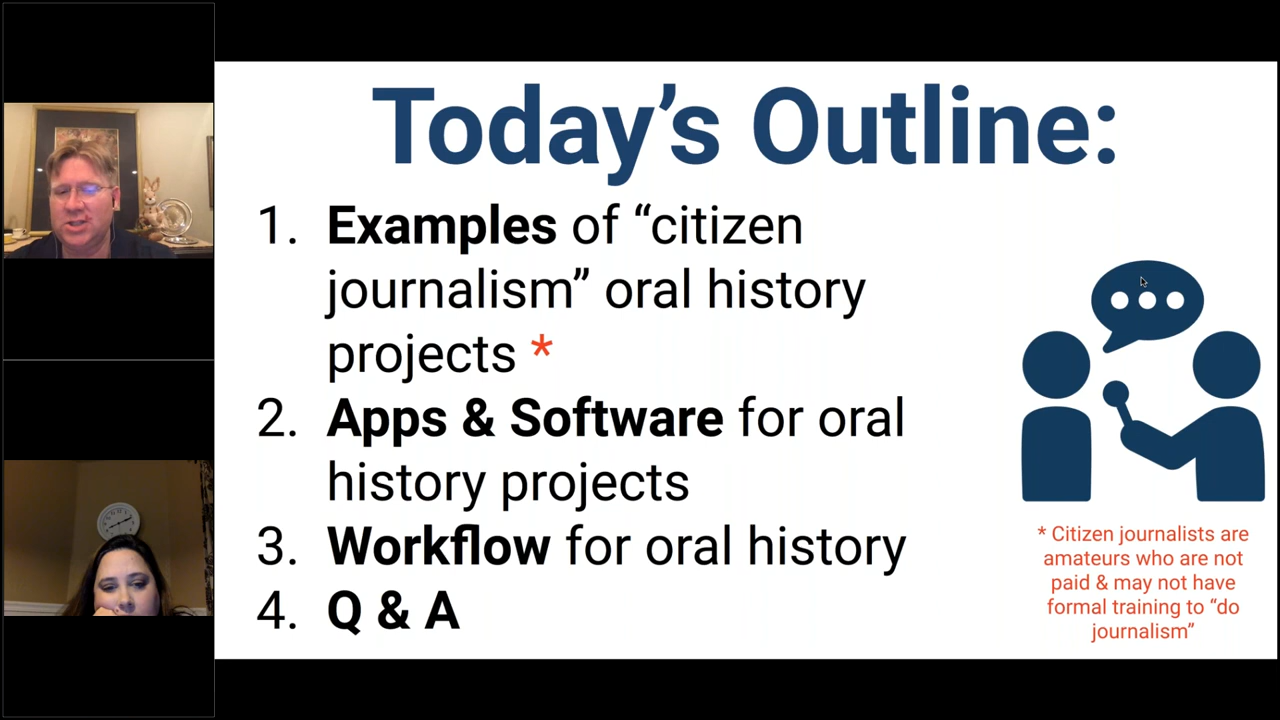 Today’s Outline:
1. Examples of “citizen
journalism” oral history
projects *
2. Apps & Software for oral
history projects
3. Workflow for oral history
4. Q & A
* Citizen journalists are
amateurs who are not
paid & may not have
formal training to “do
journalism”